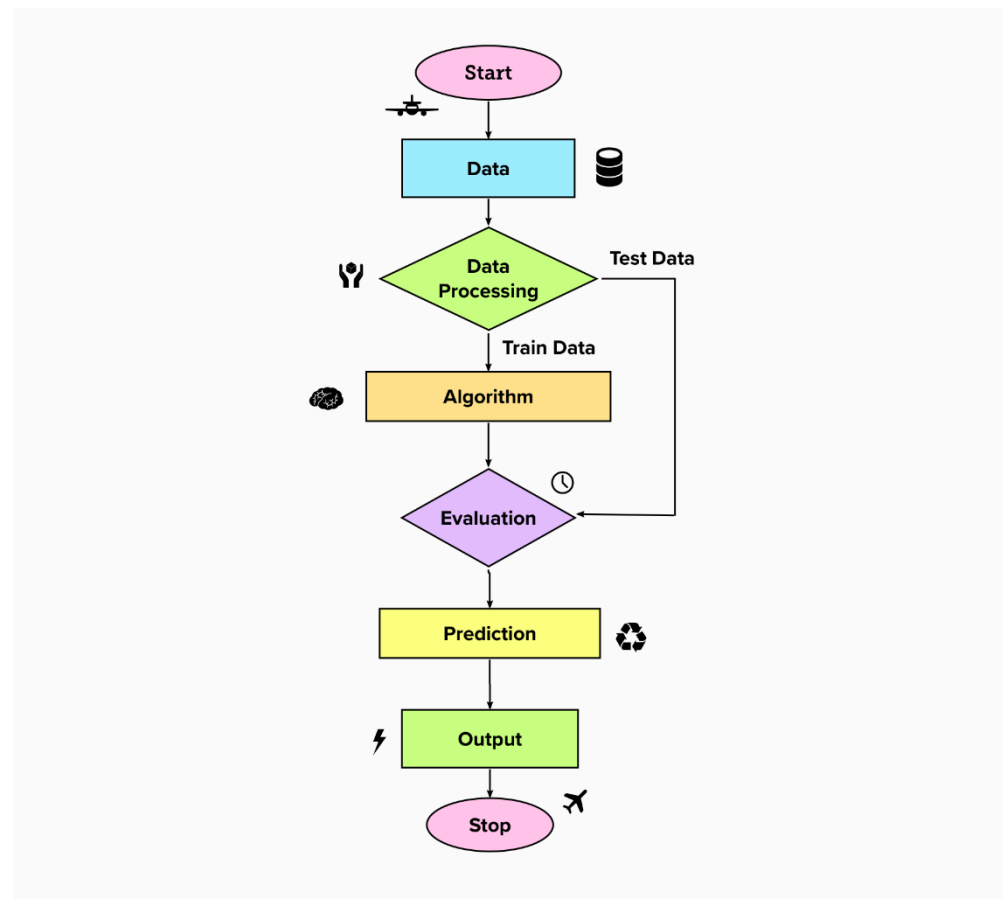 Start
Data
Data
Processing
Test Data
Train Data
Algorithm
Evaluation
Prediction
Output
Stop